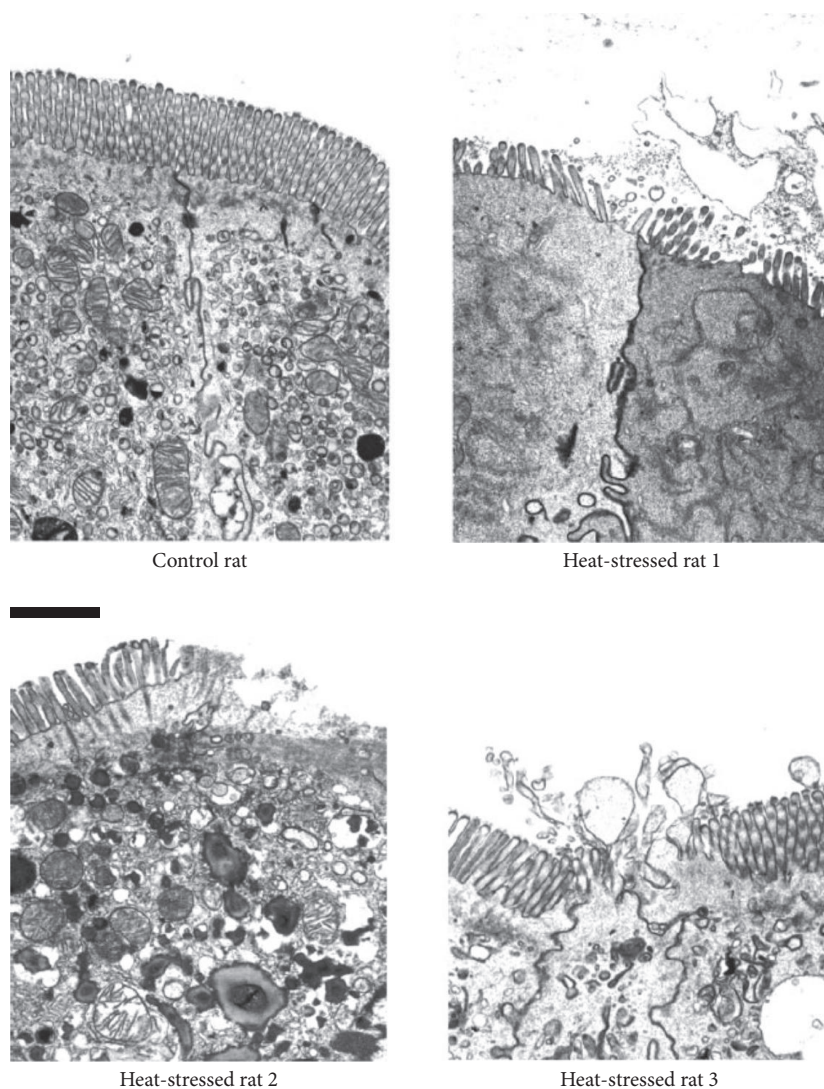 Control rat
Heat-stressed rat 1
Heat-stressed rat 2
Heat-stressed rat 3